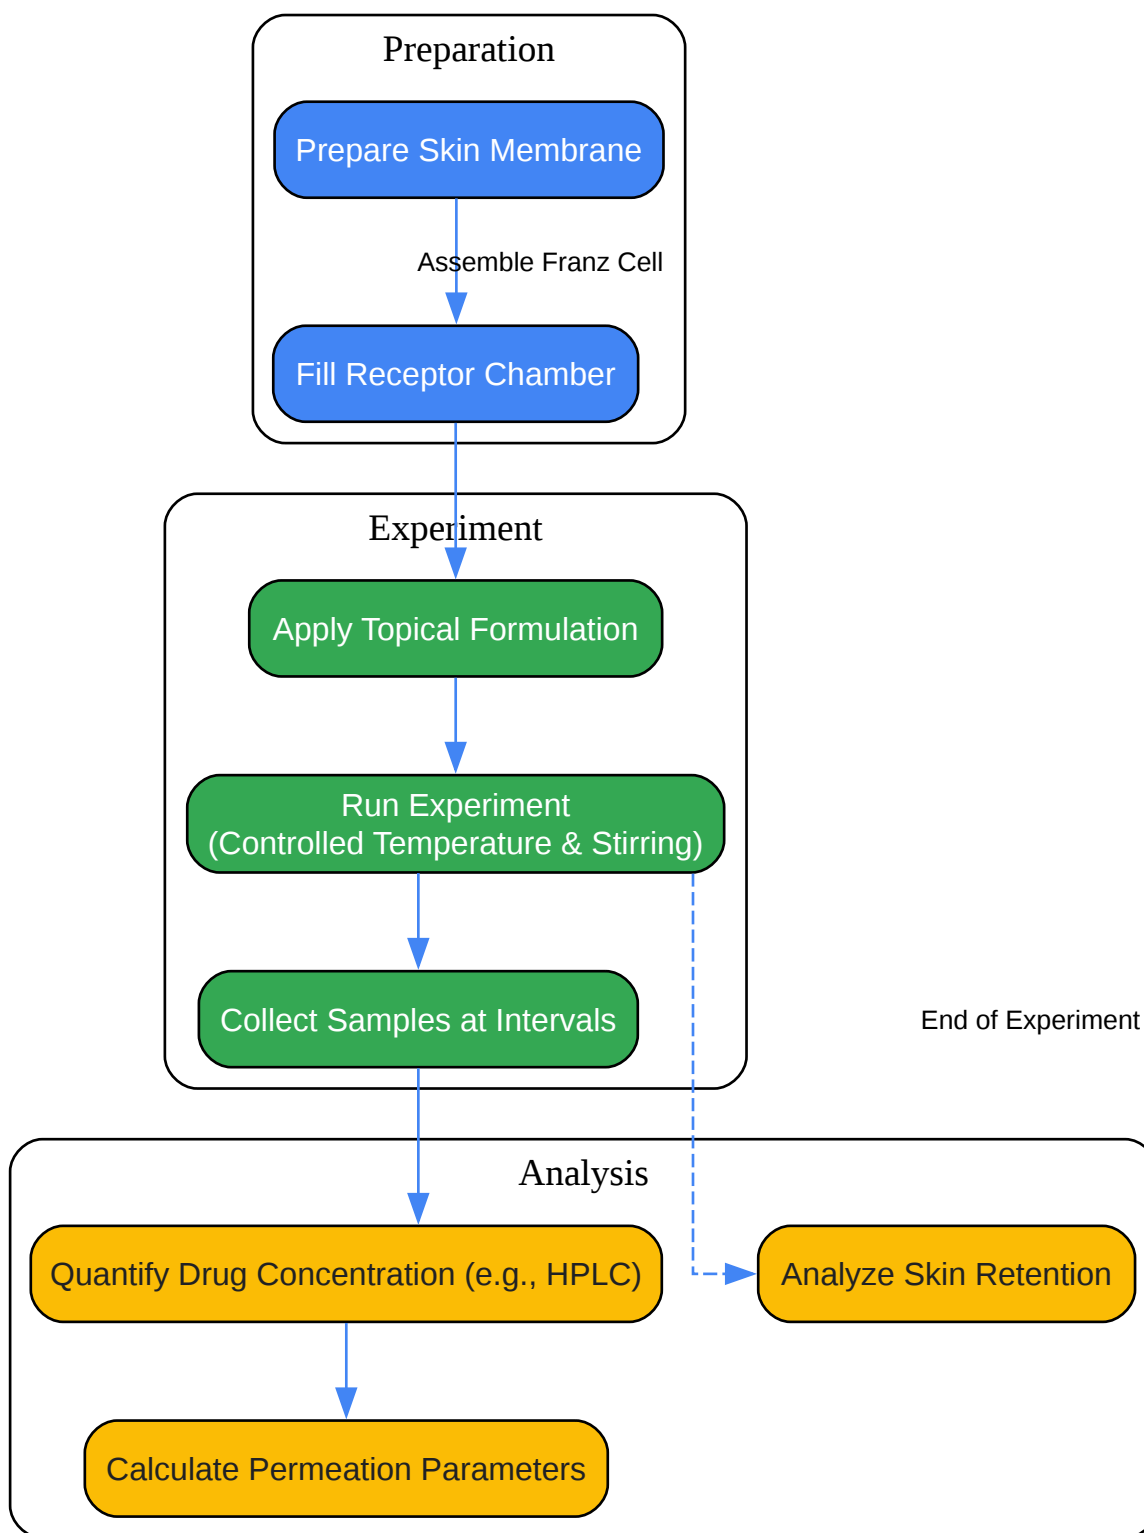 Preparation
Prepare Skin Membrane
Assemble Franz Cell
Fill Receptor Chamber
Experiment
Apply Topical Formulation
Run Experiment
(Controlled Temperature & Stirring)
Collect Samples at Intervals
End of Experiment
Analysis
Quantify Drug Concentration (e.g., HPLC)
Analyze Skin Retention
Calculate Permeation Parameters